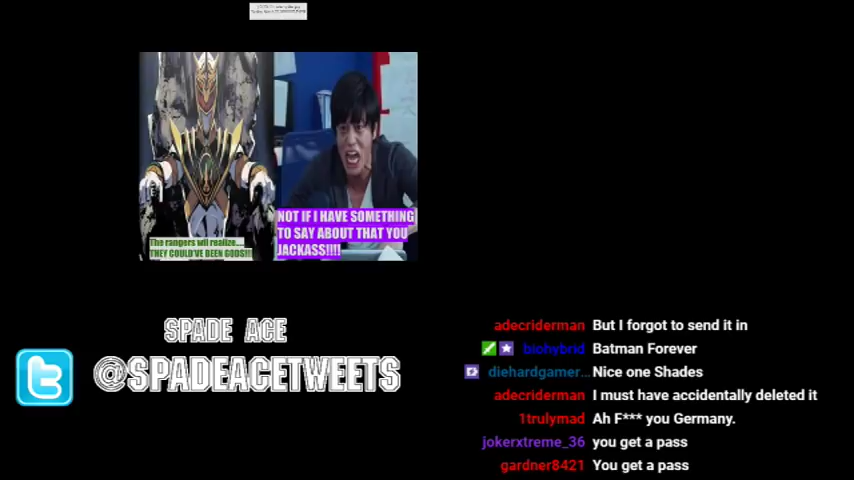 The rangers will realize....
THEY COULD'VE BEEN GODS!!!
NOT IF I HAVE SOMETHING
TO SAY ABOUT THAT YOU
JACKASS!!!!
SPADE ACE
@SPADEACETWEETS
adecriderman But I forgot to send it in
biohybrid Batman Forever
diehardgamer... Nice one Shades
adecriderman I must have accidentally deleted it
1trulymad Ah F*** you Germany.
jokerxtreme_36 you get a pass
gardner8421 You get a pass